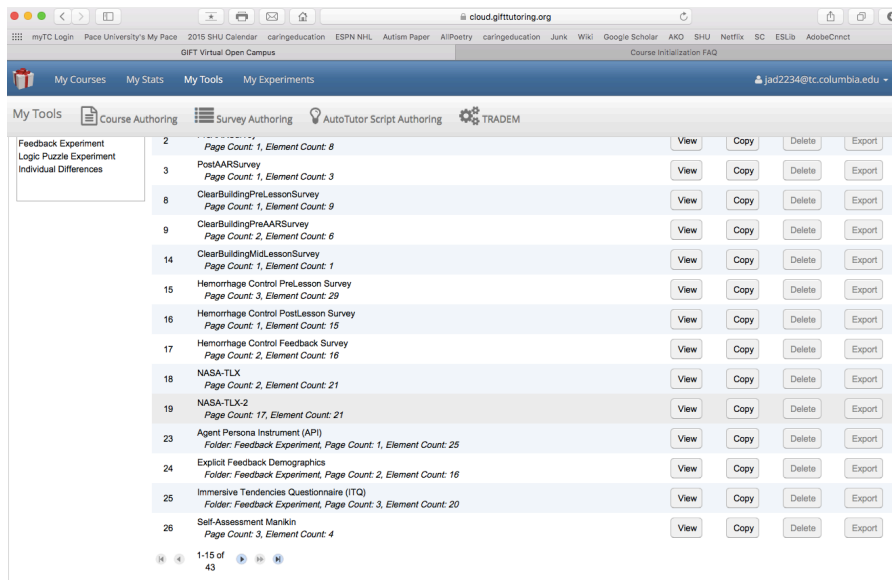 cloud.gifttutoring.org
myTC Login Pace University's My Pace 2015 SHU Calendar caringeducation ESPN NHL Autism Paper AllPoetry caringeducation Junk Wiki Google Scholar AKO SHU Netflix SC ESLib AdobeCnnct
GIFT Virtual Open Campus Course Initialization FAQ
My Courses My Stats My Tools My Experiments jad2234@tc.columbia.edu
My Tools Course Authoring Survey Authoring AutoTutor Script Authoring TRADEM
Feedback Experiment
Logic Puzzle Experiment
Individual Differences
2 View Copy Delete Export
Page Count: 1, Element Count: 8
PostAARSurvey
3 View Copy Delete Export
Page Count: 1, Element Count: 3
ClearBuildingPreLessonSurvey
8 View Copy Delete Export
Page Count: 1, Element Count: 9
ClearBuildingPreAARSurvey
9 View Copy Delete Export
Page Count: 2, Element Count: 6
ClearBuildingMidLessonSurvey
14 View Copy Delete Export
Page Count: 1, Element Count: 1
Hemorrhage Control PreLesson Survey
15 View Copy Delete Export
Page Count: 3, Element Count: 29
Hemorrhage Control PostLesson Survey
16 View Copy Delete Export
Page Count: 1, Element Count: 15
Hemorrhage Control Feedback Survey
17 View Copy Delete Export
Page Count: 2, Element Count: 16
NASA-TLX
18 View Copy Delete Export
Page Count: 2, Element Count: 21
NASA-TLX-2
19 View Copy Delete Export
Page Count: 17, Element Count: 21
Agent Persona Instrument (API)
23 View Copy Delete Export
Folder: Feedback Experiment, Page Count: 1, Element Count: 25
Explicit Feedback Demographics
24 View Copy Delete Export
Folder: Feedback Experiment, Page Count: 2, Element Count: 16
Immersive Tendencies Questionnaire (ITQ)
25 View Copy Delete Export
Folder: Feedback Experiment, Page Count: 3, Element Count: 20
Self-Assessment Manikin
26 View Copy Delete Export
Page Count: 3, Element Count: 4
1-15 of
43